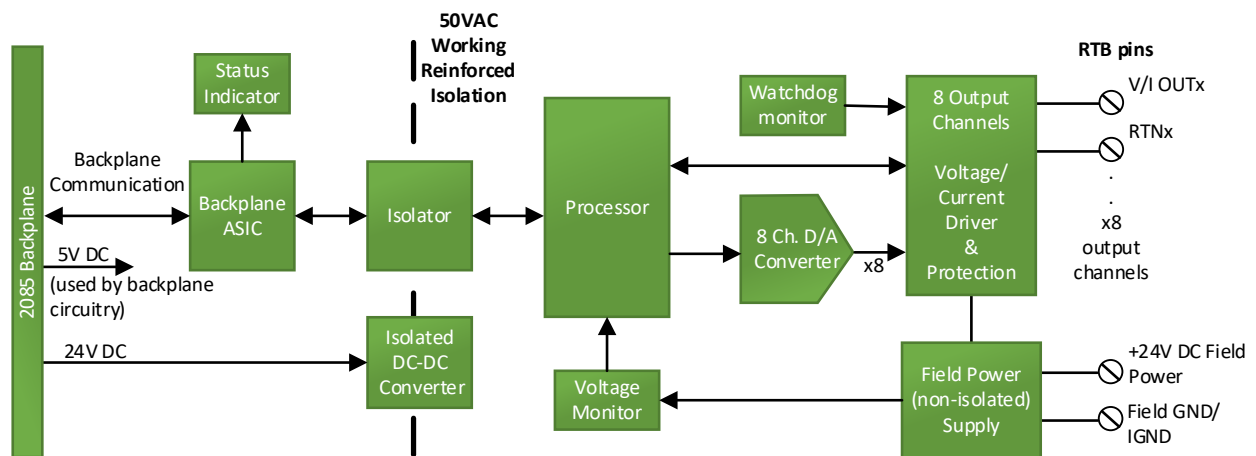 50VAC
Working
Reinforced
Isolation
RTB pins
Status
Indicator
Watchdog
monitor
8 Output
Channels
Voltage/
Current
Driver
&
Protection
V/I OUTx
RTNx
.
.
x8
output
channels
2085 Backplane
Backplane
Communication
Backplane
ASIC
Isolator
Processor
8 Ch. D/A
Converter
x8
5V DC
(used by backplane
circuitry)
24V DC
Isolated
DC-DC
Converter
Voltage
Monitor
Field Power
(non-isolated)
Supply
+24V DC Field
Power
Field GND/
IGND